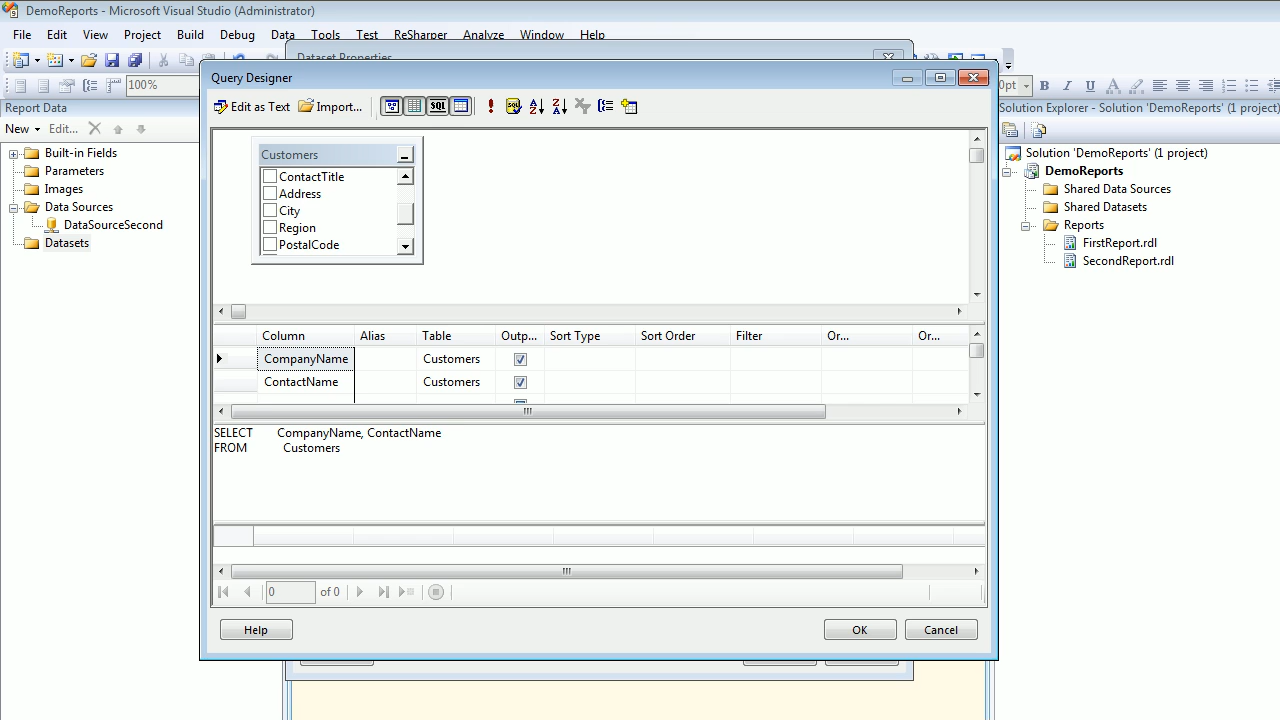 DemoReports - Microsoft Visual Studio (Administrator)
File Edit View Project Build Debug Data Tools Test ReSharper Analyze Window Help
Dataset Properties
Query Designer
100%
0pt B I U A
Report Data
Solution Explorer - Solution 'DemoReports' (1 project)
Edit as Text Import... SQL
New Edit...
Built-in Fields
Parameters
Images
Data Sources
DataSourceSecond
Datasets
Customers
ContactTitle
Address
City
Region
PostalCode
Solution 'DemoReports' (1 project)
DemoReports
Shared Data Sources
Shared Datasets
Reports
FirstReport.rdl
SecondReport.rdl
Column Alias Table Outp... Sort Type Sort Order Filter Or... Or...
CompanyName Customers
ContactName Customers
SELECT CompanyName, ContactName
FROM Customers
0 of 0
Help OK Cancel